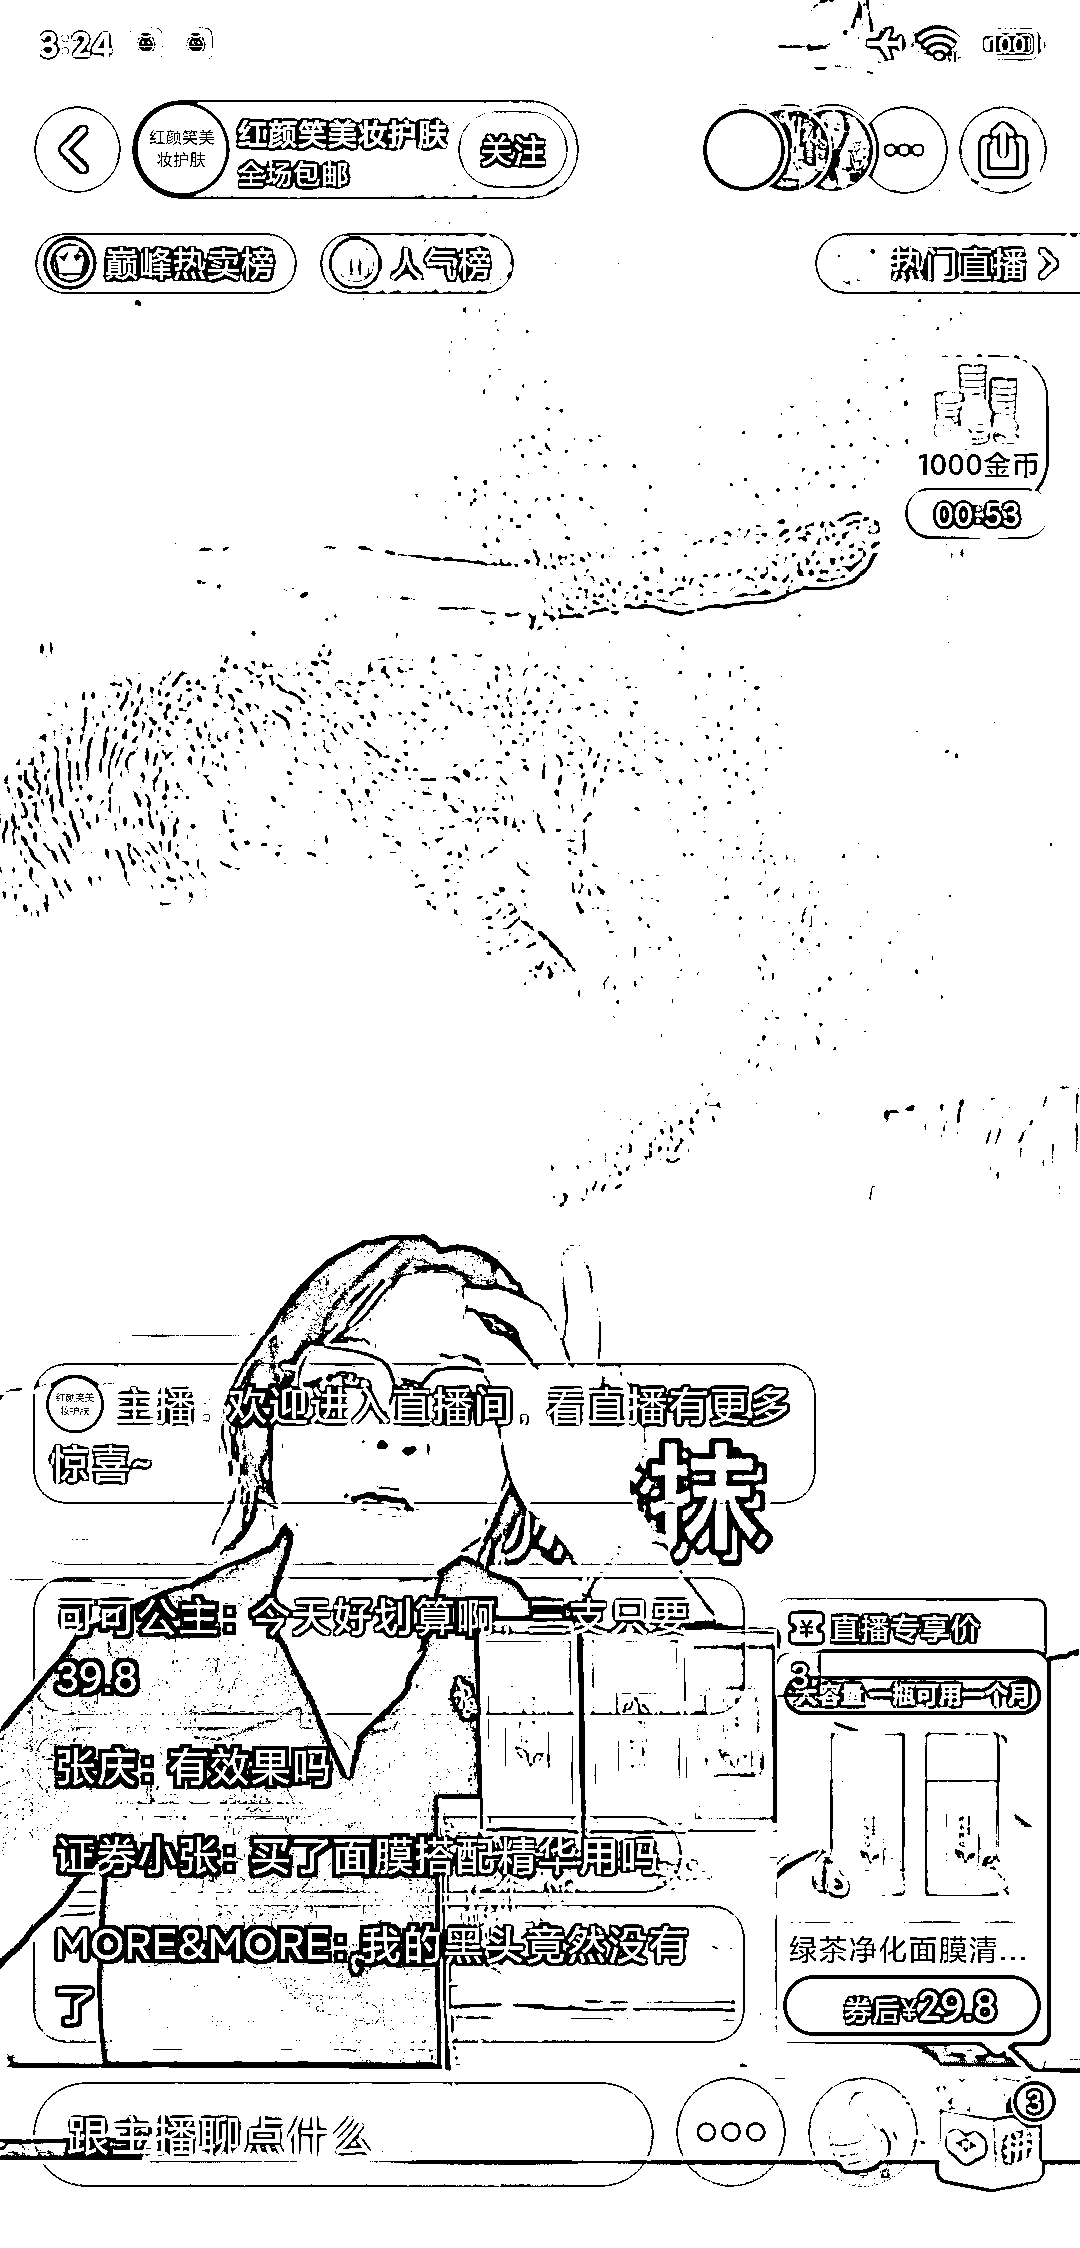 3:24
100
红颜笑美
妆护肤
红颜笑美妆护肤
全场包邮
关注
巅峰热卖榜
人气榜
热门直播
1000金币
00:53
红颜笑美
妆护肤
主播：欢迎进入直播间，看直播有更多
惊喜~
抹
可可公主：今天好划算啊，三支只要
39.8
张庆：有效果吗
证券小张：买了面膜搭配精华用吗
MORE&MORE：我的黑头竟然没有
了
¥ 直播专享价
大容量一瓶可用一个月
绿茶净化面膜清...
券后¥29.8
跟主播聊点什么
3
拼